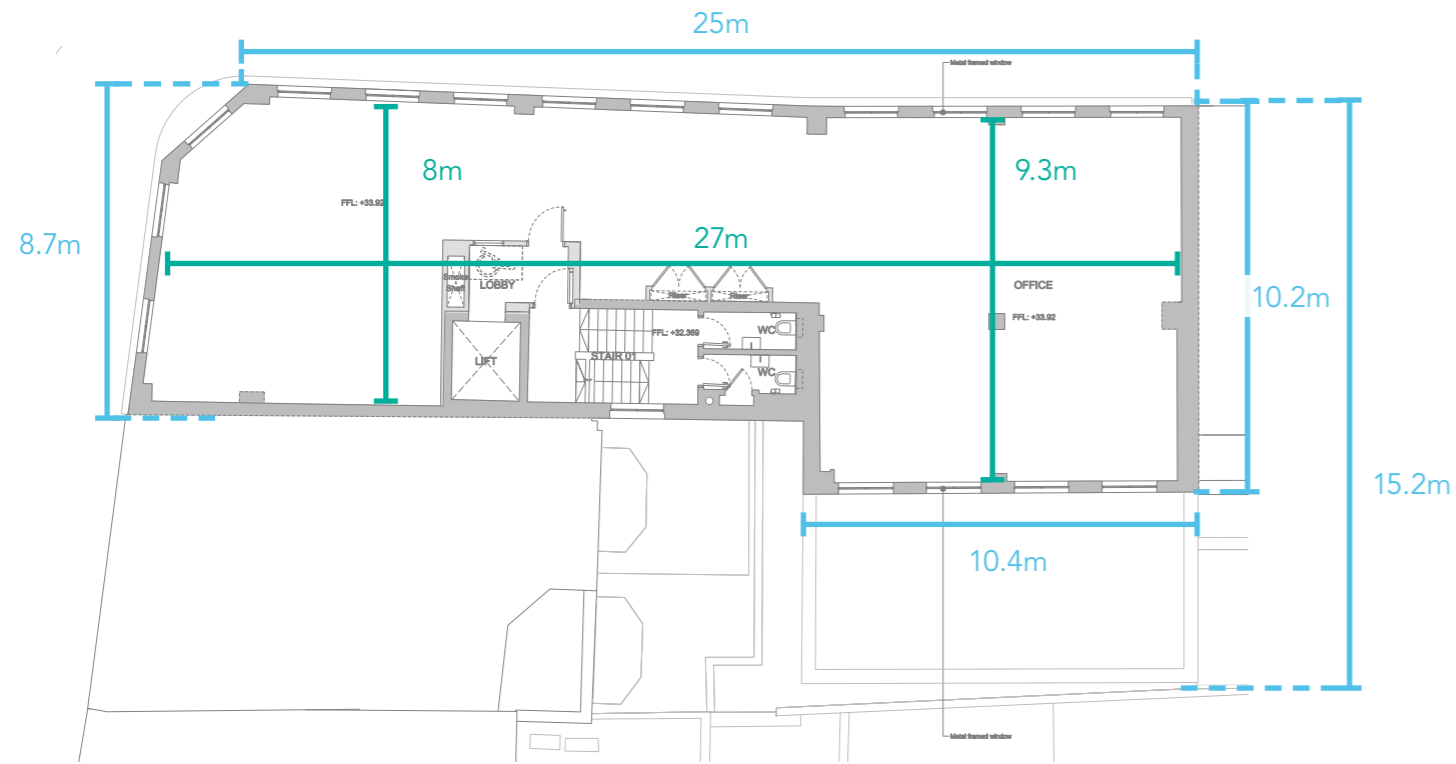 25m
Metal framed window
8m
9.3m
FFL: +33.92
8.7m
27m
Smoke
Shaft
LOBBY
OFFICE
Riser
Riser
10.2m
FFL: +33.92
FFL: +32.369
WC
LIFT
STAIR 01
WC
15.2m
10.4m
Metal framed window